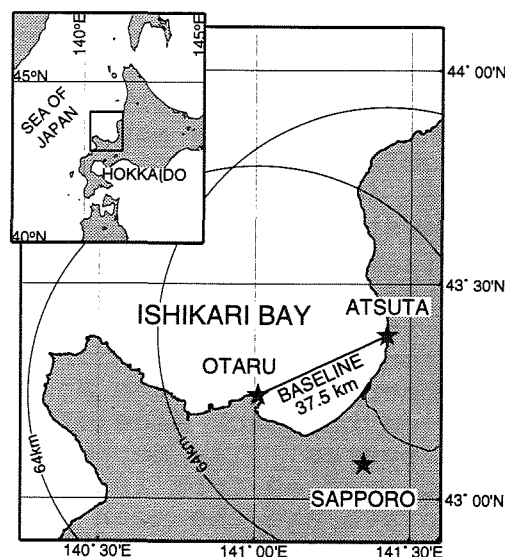 140°
145°
45°N
SEA OF
JAPAN
HOKKAIDO
40°N
44° 00'N
43° 30'N
43° 00'N
ATSUTA
ISHIKARI BAY
OTARU
BASELINE
37.5 km
64km
64km
SAPPORO
140° 30'E
141° 00'E
141° 30'E